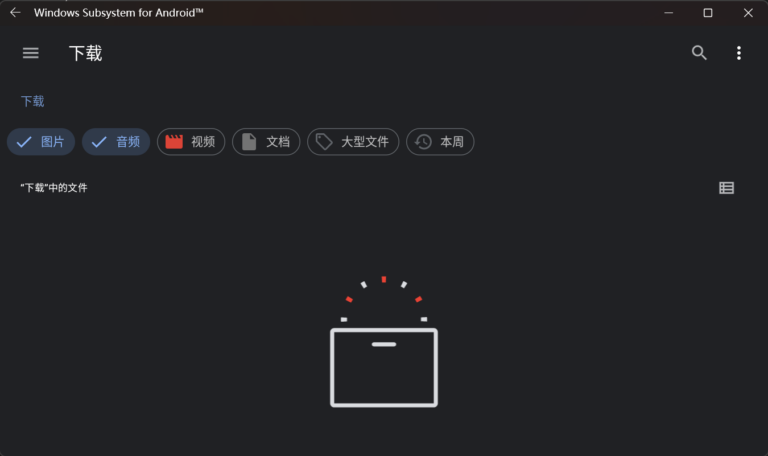 Windows Subsystem for Android™
下载
下载
图片 音频 视频 文档 大型文件 本周
“下载”中的文件